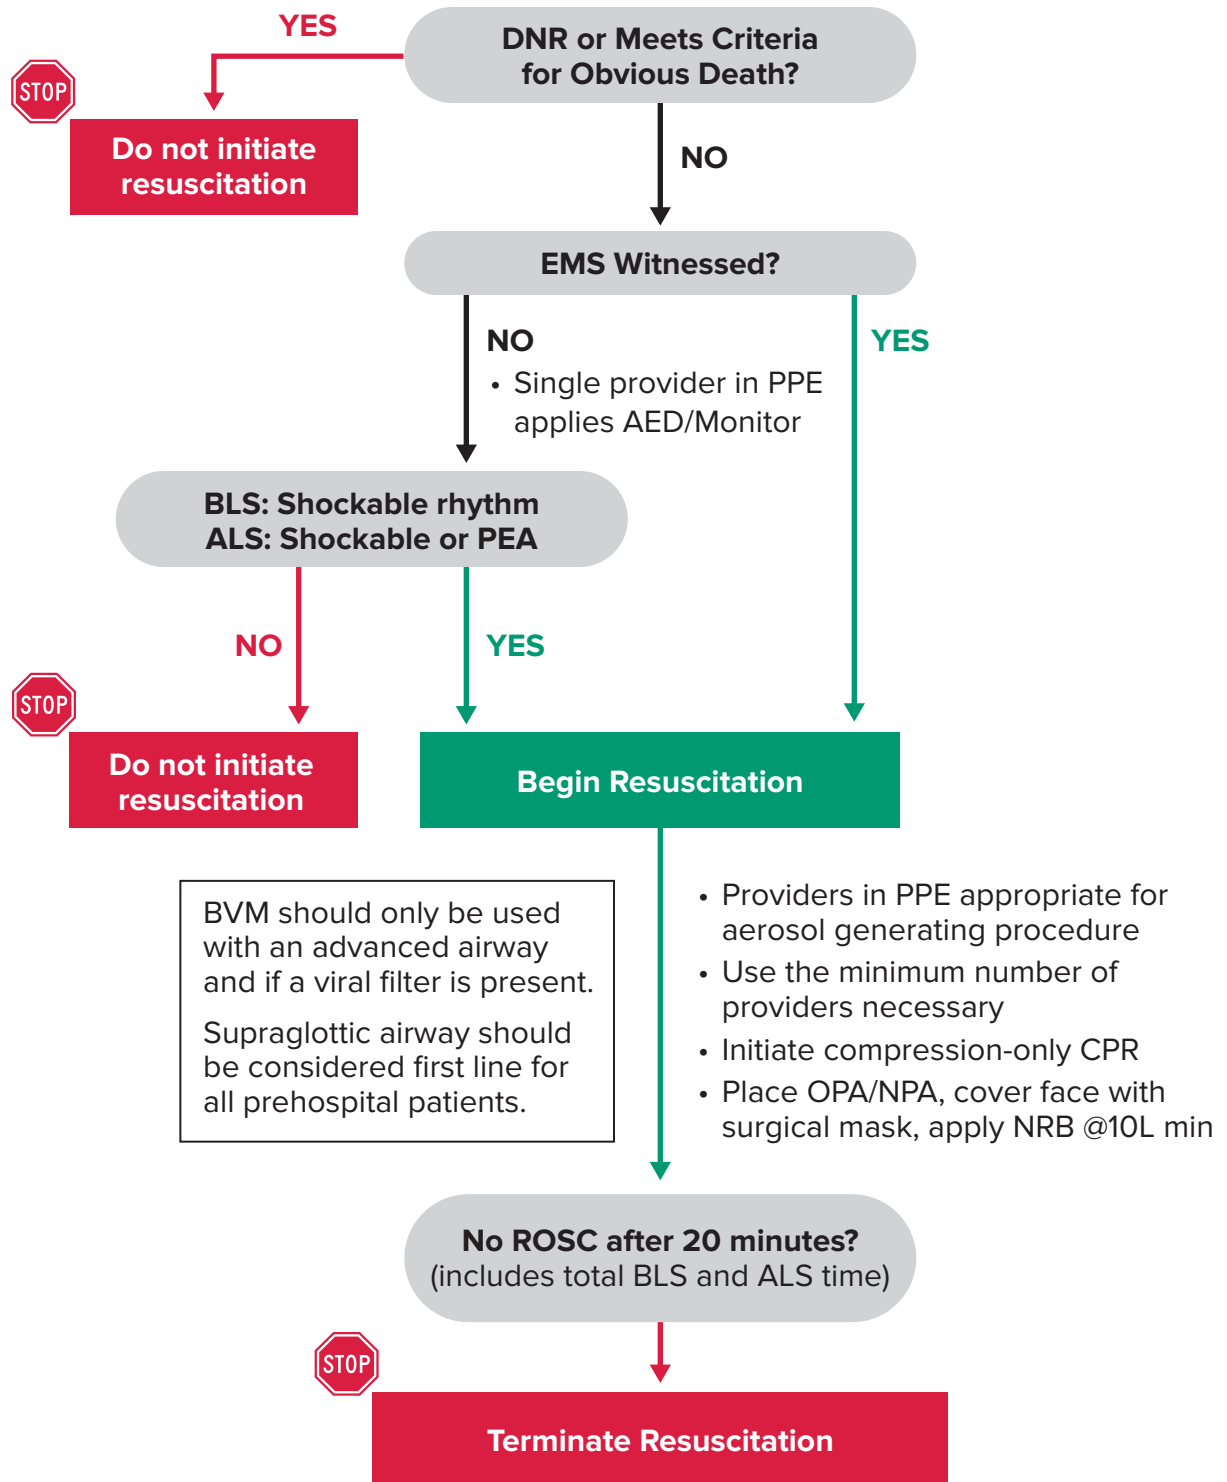 YES
DNR or Meets Criteria
for Obvious Death?
STOP
Do not initiate
resuscitation
NO
EMS Witnessed?
NO
• Single provider in PPE
applies AED/Monitor
YES
BLS: Shockable rhythm
ALS: Shockable or PEA
NO
YES
STOP
Do not initiate
resuscitation
Begin Resuscitation
BVM should only be used
with an advanced airway
and if a viral filter is present.
Supraglottic airway should
be considered first line for
all prehospital patients.
• Providers in PPE appropriate for
aerosol generating procedure
• Use the minimum number of
providers necessary
• Initiate compression-only CPR
• Place OPA/NPA, cover face with
surgical mask, apply NRB @10L min
No ROSC after 20 minutes?
(includes total BLS and ALS time)
STOP
Terminate Resuscitation